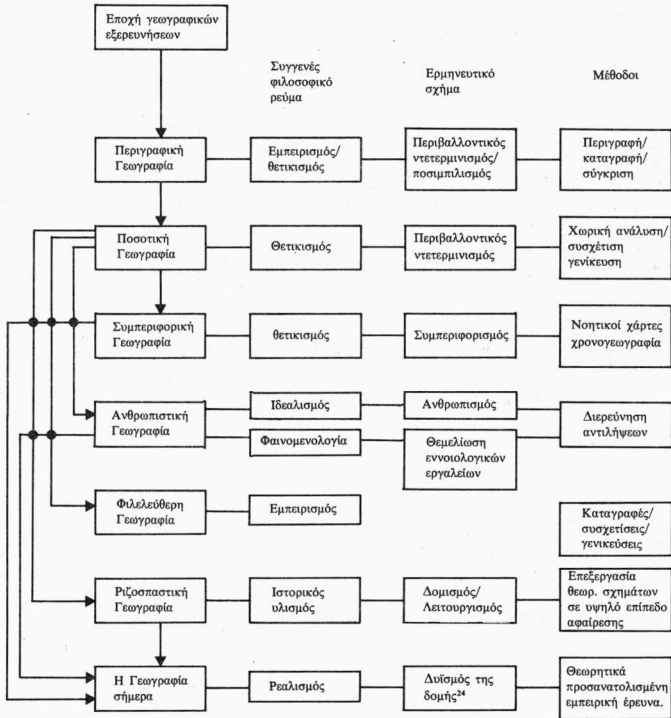 Εποχή γεωγραφικών
εξερευνήσεων
Συγγενές
φιλοσοφικό
ρεύμα
Ερμηνευτικό
σχήμα
Μέθοδοι
Περιγραφική
Γεωγραφία
Εμπειρισμός/
θετικισμός
Περιβαλλοντικός
ντετερμινισμός/
ποσιμπιλισμός
Περιγραφή/
καταγραφή/
σύγκριση
Ποσοτική
Γεωγραφία
Θετικισμός
Περιβαλλοντικός
ντετερμινισμός
Χωρική ανάλυση/
συσχέτιση
γενίκευση
Συμπεριφορική
Γεωγραφία
θετικισμός
Συμπεριφορισμός
Νοητικοί χάρτες
χρονογεωγραφία
Ανθρωπιστική
Γεωγραφία
Ιδεαλισμός
Φαινομενολογία
Ανθρωπισμός
Θεμελίωση
εννοιολογικών
εργαλείων
Διερεύνηση
αντιλήψεων
Φιλελεύθερη
Γεωγραφία
Εμπειρισμός
Καταγραφές/
συσχετίσεις/
γενικεύσεις
Ριζοσπαστική
Γεωγραφία
Ιστορικός
υλισμός
Δομισμός/
Λειτουργισμός
Επεξεργασία
θεωρ. σχημάτων
σε υψηλό επίπεδο
αφαίρεσης
Η Γεωγραφία
σήμερα
Ρεαλισμός
Δυϊσμός της
δομής²⁴
Θεωρητικά
προσανατολισμένη
εμπειρική έρευνα.